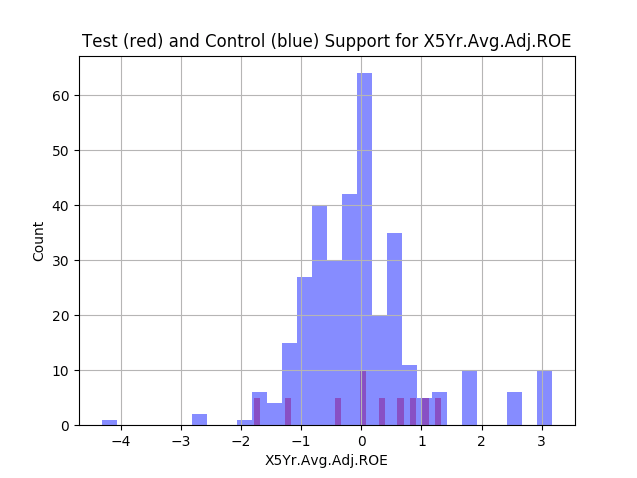 Test (red) and Control (blue) Support for X5Yr.Avg.Adj.ROE
60
50
40
30
20
10
0
Count
−4 −3 −2 −1 0 1 2 3
X5Yr.Avg.Adj.ROE